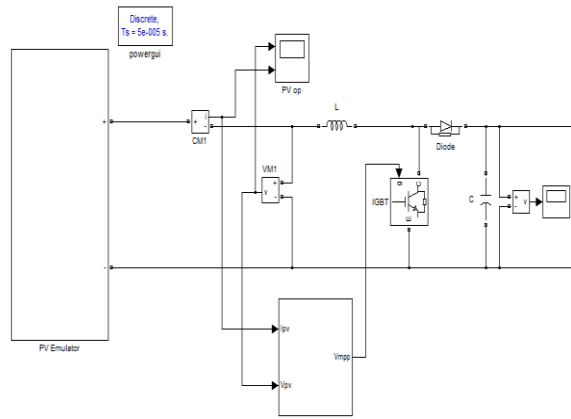 Discrete,
Ts = 5e-005 s.
powergui
PV op
+
i
+
-
CM1
L
Diode
VM1
v
+
-
g
C
IGBT
E
C
+
-
v
-
PV Emulator
Ipv
Vmpp
Vpv